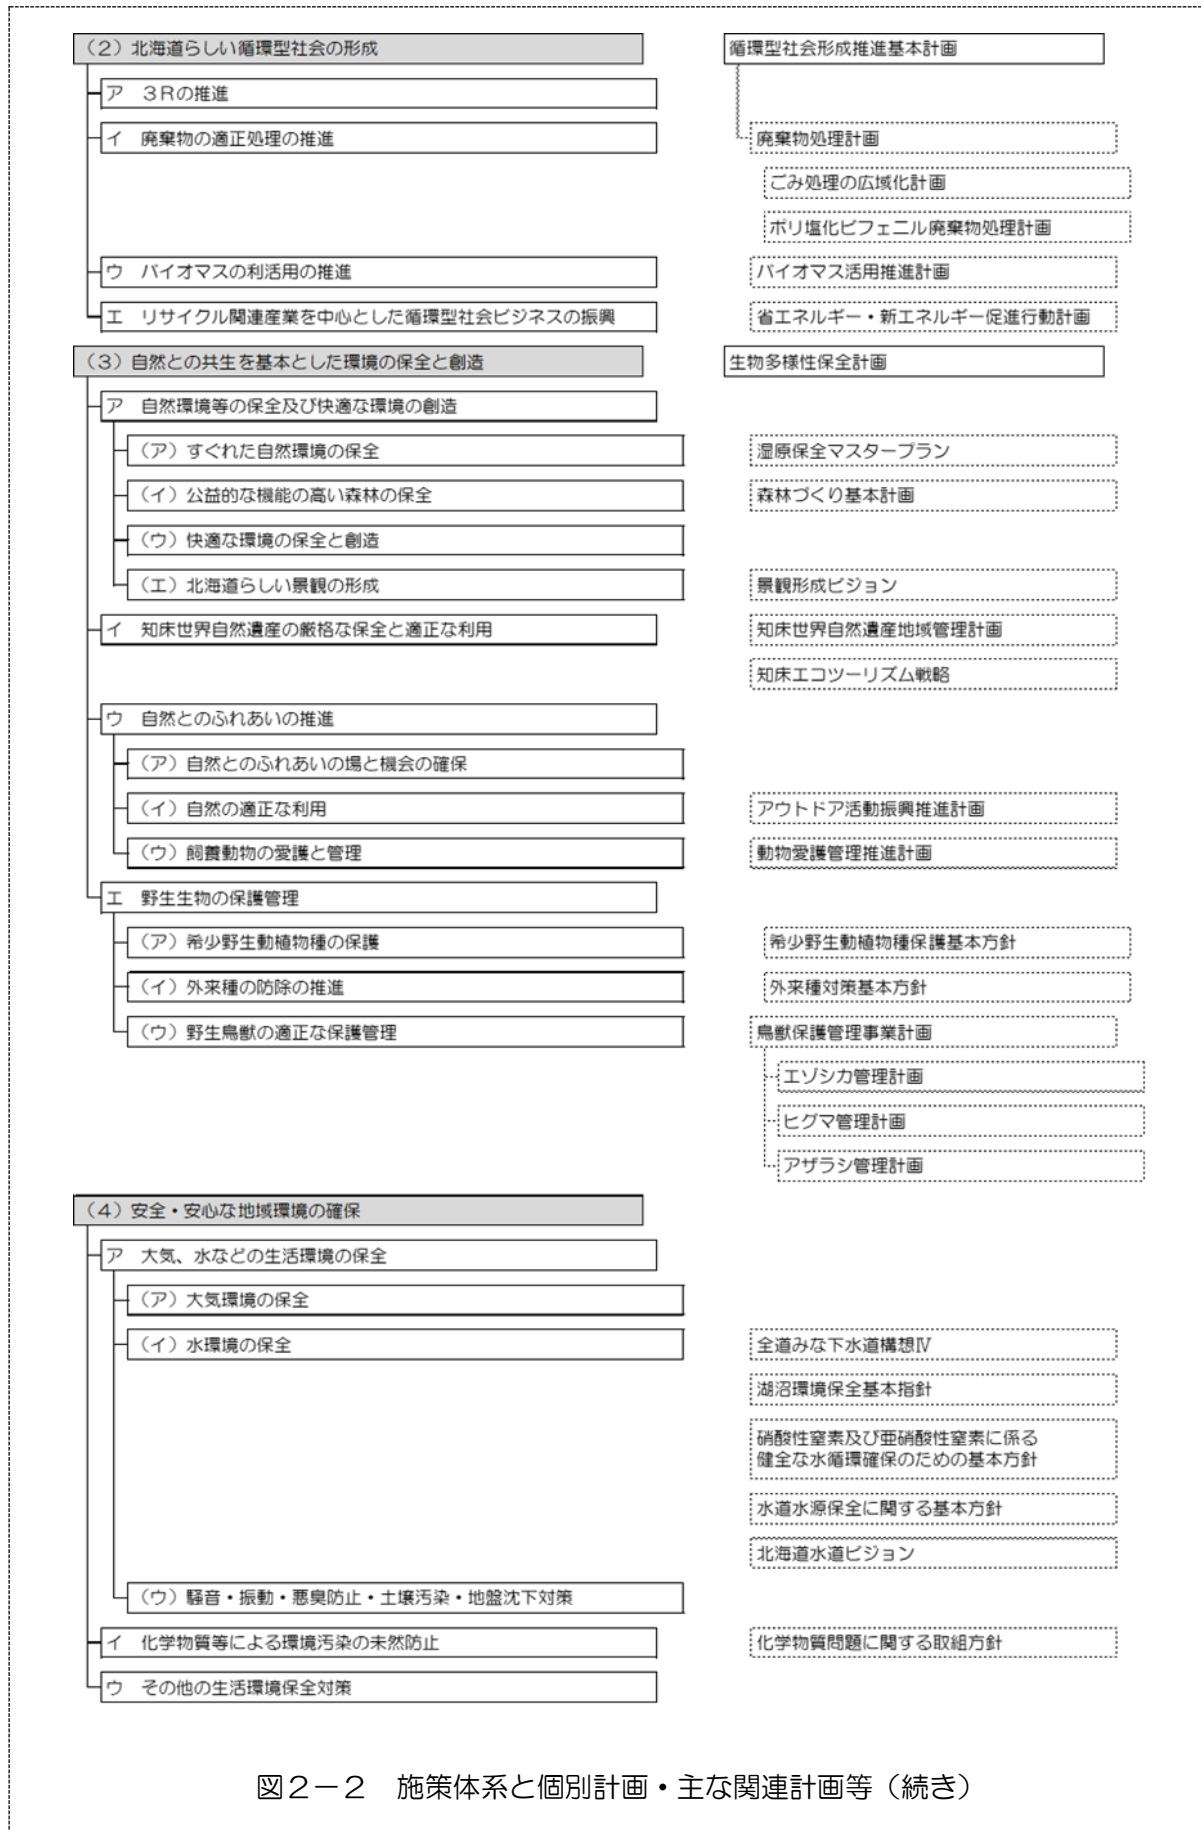 （２）北海道らしい循環型社会の形成
循環型社会形成推進基本計画
ア　３Ｒの推進
イ　廃棄物の適正処理の推進
廃棄物処理計画
ごみ処理の広域化計画
ポリ塩化ビフェニル廃棄物処理計画
ウ　バイオマスの利活用の推進
バイオマス活用推進計画
エ　リサイクル関連産業を中心とした循環型社会ビジネスの振興
省エネルギー・新エネルギー促進行動計画
（３）自然との共生を基本とした環境の保全と創造
生物多様性保全計画
ア　自然環境等の保全及び快適な環境の創造
（ア）すぐれた自然環境の保全
湿原保全マスタープラン
（イ）公益的な機能の高い森林の保全
森林づくり基本計画
（ウ）快適な環境の保全と創造
（エ）北海道らしい景観の形成
景観形成ビジョン
イ　知床世界自然遺産の厳格な保全と適正な利用
知床世界自然遺産地域管理計画
知床エコツーリズム戦略
ウ　自然とのふれあいの推進
（ア）自然とのふれあいの場と機会の確保
（イ）自然の適正な利用
アウトドア活動振興推進計画
（ウ）飼養動物の愛護と管理
動物愛護管理推進計画
エ　野生生物の保護管理
（ア）希少野生動植物種の保護
希少野生動植物種保護基本方針
（イ）外来種の防除の推進
外来種対策基本方針
（ウ）野生鳥獣の適正な保護管理
鳥獣保護管理事業計画
エゾシカ管理計画
ヒグマ管理計画
アザラシ管理計画
（４）安全・安心な地域環境の確保
ア　大気、水などの生活環境の保全
（ア）大気環境の保全
（イ）水環境の保全
全道みな下水道構想Ⅳ
湖沼環境保全基本指針
硝酸性窒素及び亜硝酸性窒素に係る
健全な水循環確保のための基本方針
水道水源保全に関する基本方針
北海道水道ビジョン
（ウ）騒音・振動・悪臭防止・土壌汚染・地盤沈下対策
イ　化学物質等による環境汚染の未然防止
化学物質問題に関する取組方針
ウ　その他の生活環境保全対策
図２－２　施策体系と個別計画・主な関連計画等（続き）